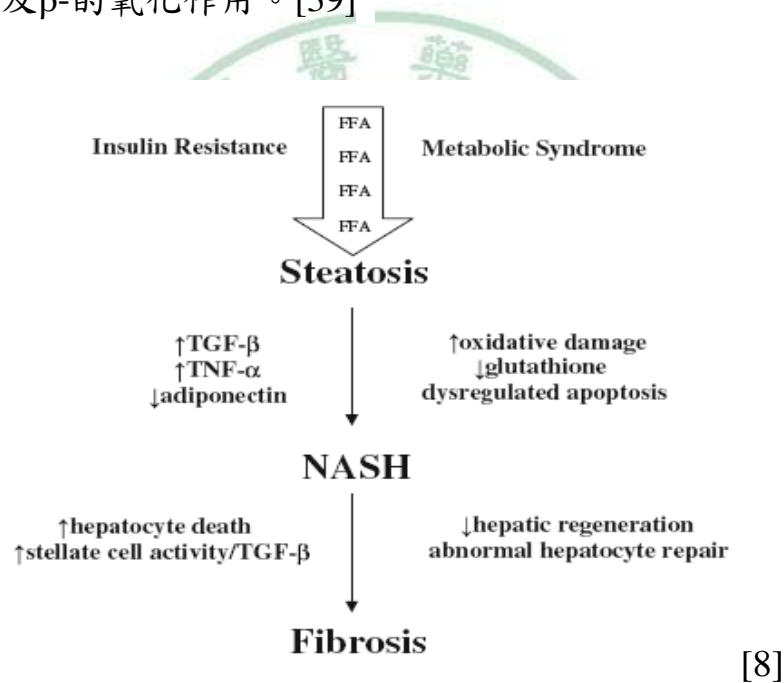 及β-的氧化作用。[39]
醫 藥
FFA
Insulin Resistance
FFA
Metabolic Syndrome
FFA
FFA
Steatosis
↑TGF-β
↑TNF-α
↓adiponectin
↑oxidative damage
↓glutathione
dysregulated apoptosis
NASH
↑hepatocyte death
↑stellate cell activity/TGF-β
↓hepatic regeneration
abnormal hepatocyte repair
Fibrosis
[8]